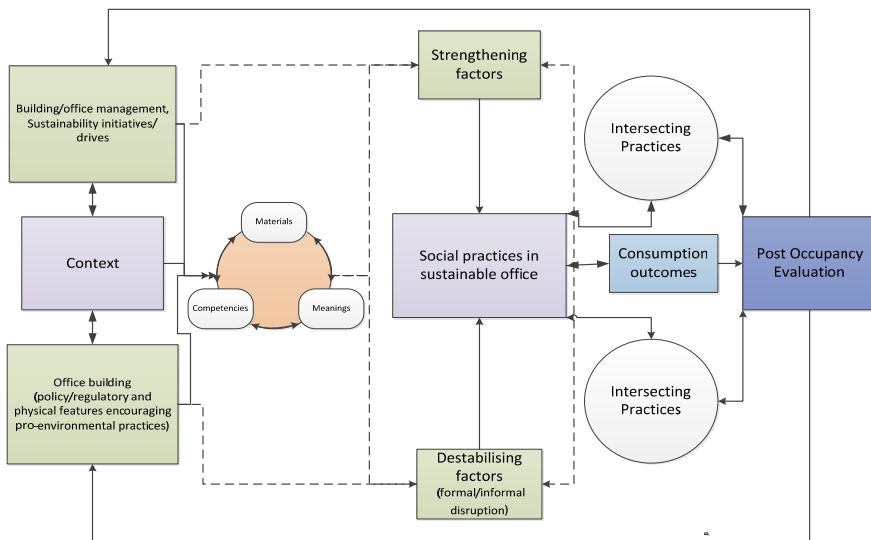 Building/office management,
Sustainability initiatives/
drives
Context
Office building
(policy/regulatory and
physical features encouraging
pro-environmental practices)
Materials
Competencies
Meanings
Strengthening
factors
Social practices in
sustainable office
Destabilising
factors
(formal/informal
disruption)
Intersecting
Practices
Consumption
outcomes
Intersecting
Practices
Post Occupancy
Evaluation